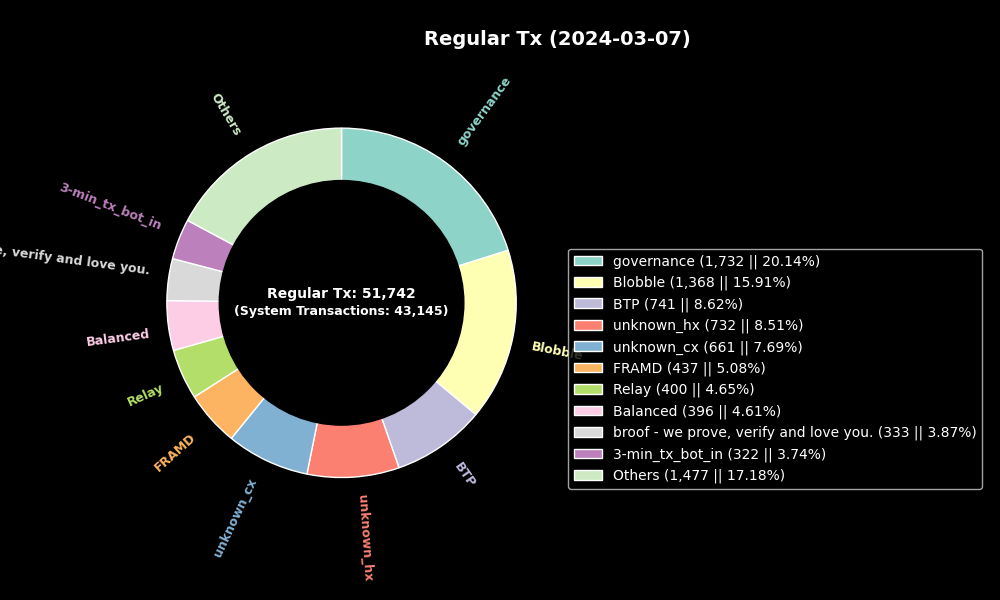 Regular Tx (2024-03-07)
governance
Others
3-min_tx_bot_in
e, verify and love you.
Balanced
Relay
FRAMD
unknown_cx
unknown_hx
BTP
Blobble
Regular Tx: 51,742
(System Transactions: 43,145)
governance (1,732 || 20.14%)
Blobble (1,368 || 15.91%)
BTP (741 || 8.62%)
unknown_hx (732 || 8.51%)
unknown_cx (661 || 7.69%)
FRAMD (437 || 5.08%)
Relay (400 || 4.65%)
Balanced (396 || 4.61%)
broof - we prove, verify and love you. (333 || 3.87%)
3-min_tx_bot_in (322 || 3.74%)
Others (1,477 || 17.18%)